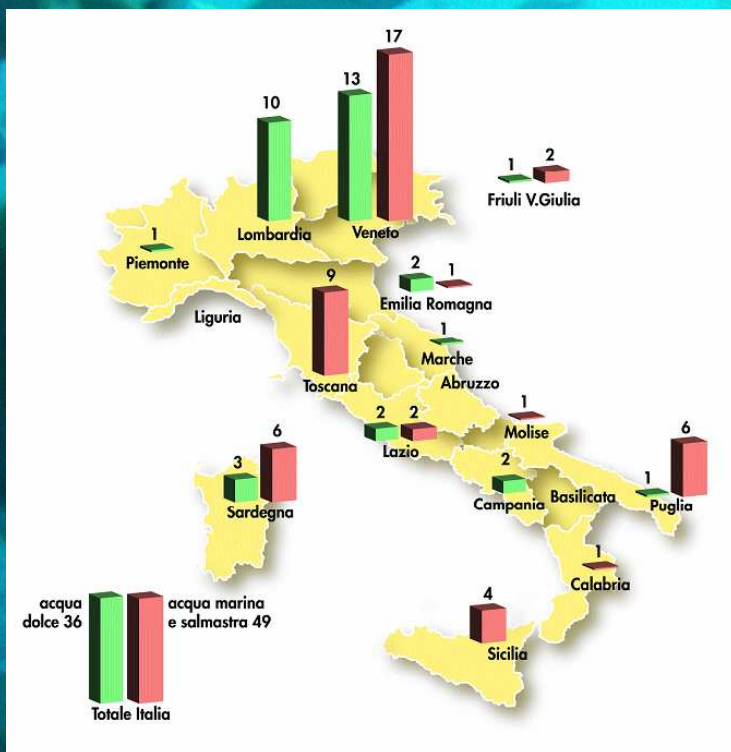 17
13
10
1 2
Friuli V.Giulia
Lombardia
Veneto
1
Piemonte
2 1
Emilia Romagna
9
Liguria
1
Marche
Toscana
Abruzzo
2 2
Lazio
1
Molise
6
3
Sardegna
2
Campania
Basilicata
6
1
Puglia
1
Calabria
4
Sicilia
acqua
dolce 36
acqua marina
e salmastra 49
Totale Italia